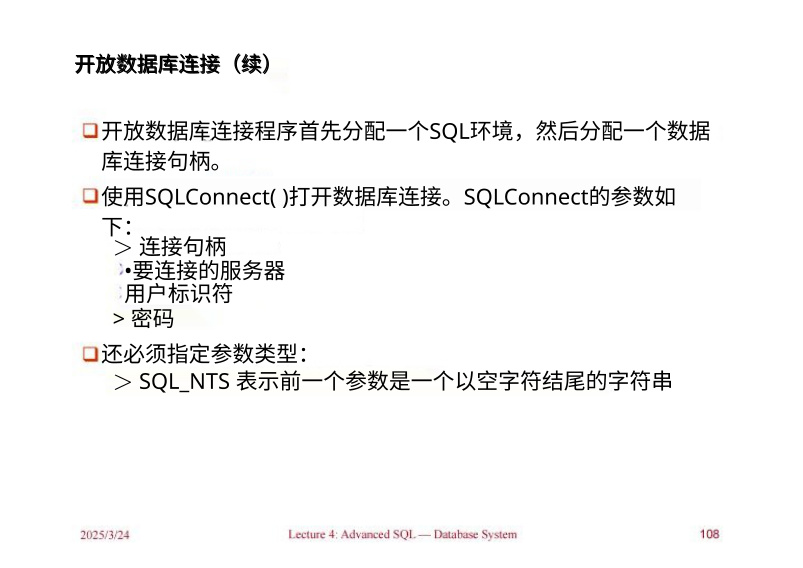 开放数据库连接（续）
❑开放数据库连接程序首先分配一个SQL环境，然后分配一个数据
库连接句柄。
❑使用SQLConnect( )打开数据库连接。SQLConnect的参数如
下：
＞ 连接句柄
•要连接的服务器
用户标识符
> 密码
❑还必须指定参数类型：
＞ SQL_NTS 表示前一个参数是一个以空字符结尾的字符串
2025/3/24
Lecture 4: Advanced SQL — Database System
108